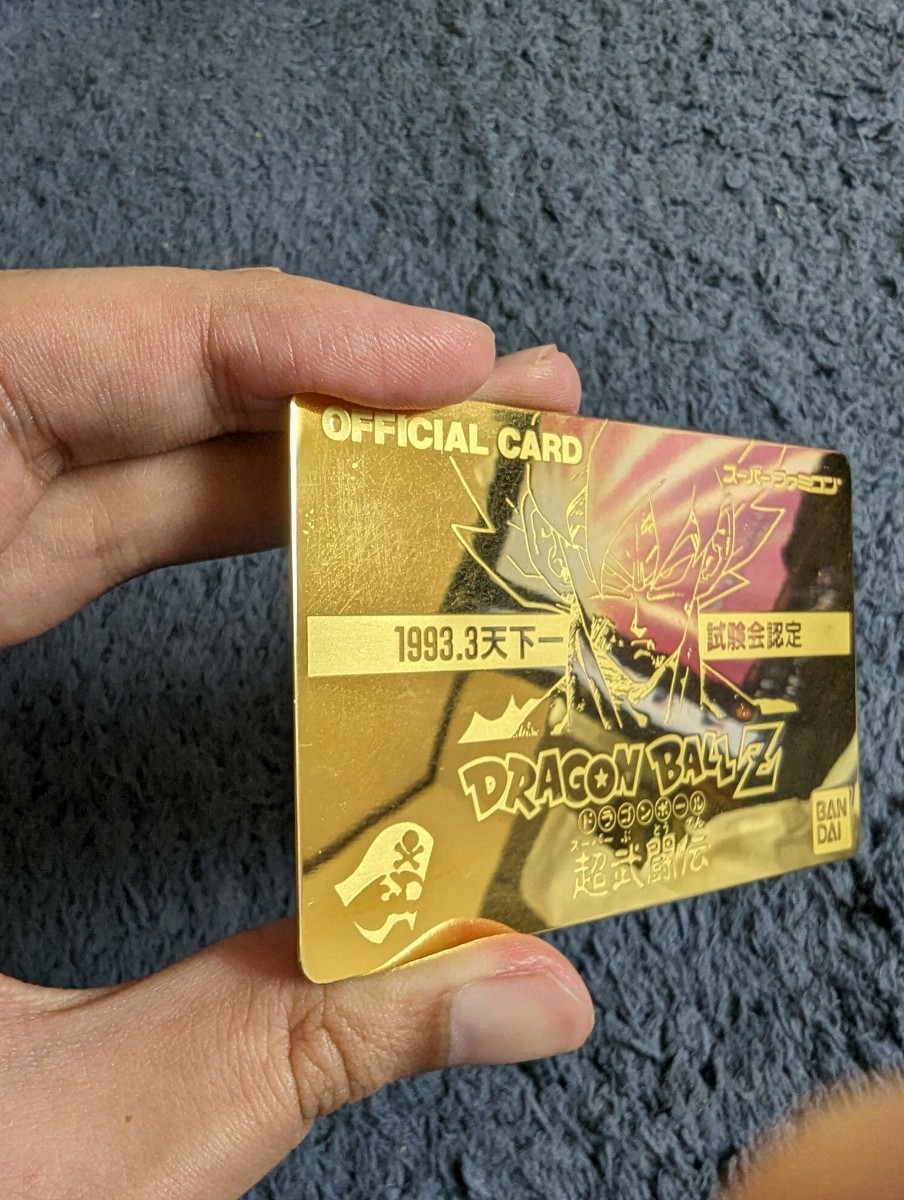 OFFICIAL CARD
スーパーファミコン
1993.3天下一 試験会認定
DRAGON BALL Z
ドラゴンボール
スーパー ぶ とう でん
超武闘伝
BAN
DAI